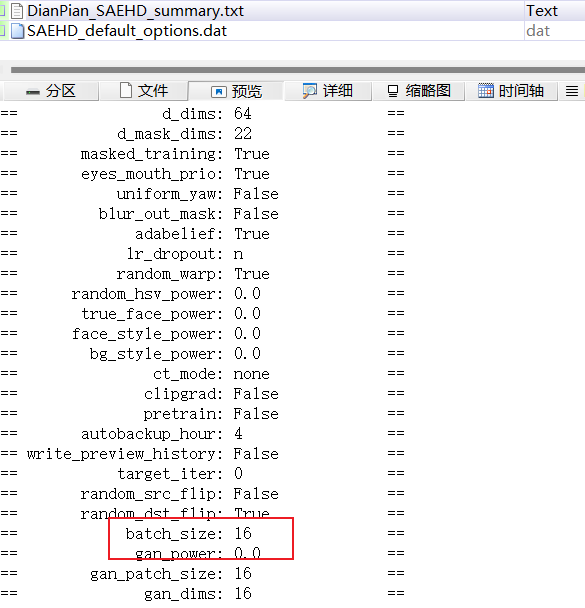 DianPian_SAEHD_summary.txt Text
SAEHD_default_options.dat dat
分区 文件 预览 详细 缩略图 时间轴
== d_dims: 64 ==
== d_mask_dims: 22 ==
== masked_training: True ==
== eyes_mouth_prio: True ==
== uniform_yaw: False ==
== blur_out_mask: False ==
== adabelief: True ==
== lr_dropout: n ==
== random_warp: True ==
== random_hsv_power: 0.0 ==
== true_face_power: 0.0 ==
== face_style_power: 0.0 ==
== bg_style_power: 0.0 ==
== ct_mode: none ==
== clipgrad: False ==
== pretrain: False ==
== autobackup_hour: 4 ==
== write_preview_history: False ==
== target_iter: 0 ==
== random_src_flip: False ==
== random_dst_flip: True ==
== batch_size: 16 ==
== gan_power: 0.0 ==
== gan_patch_size: 16 ==
== gan_dims: 16 ==